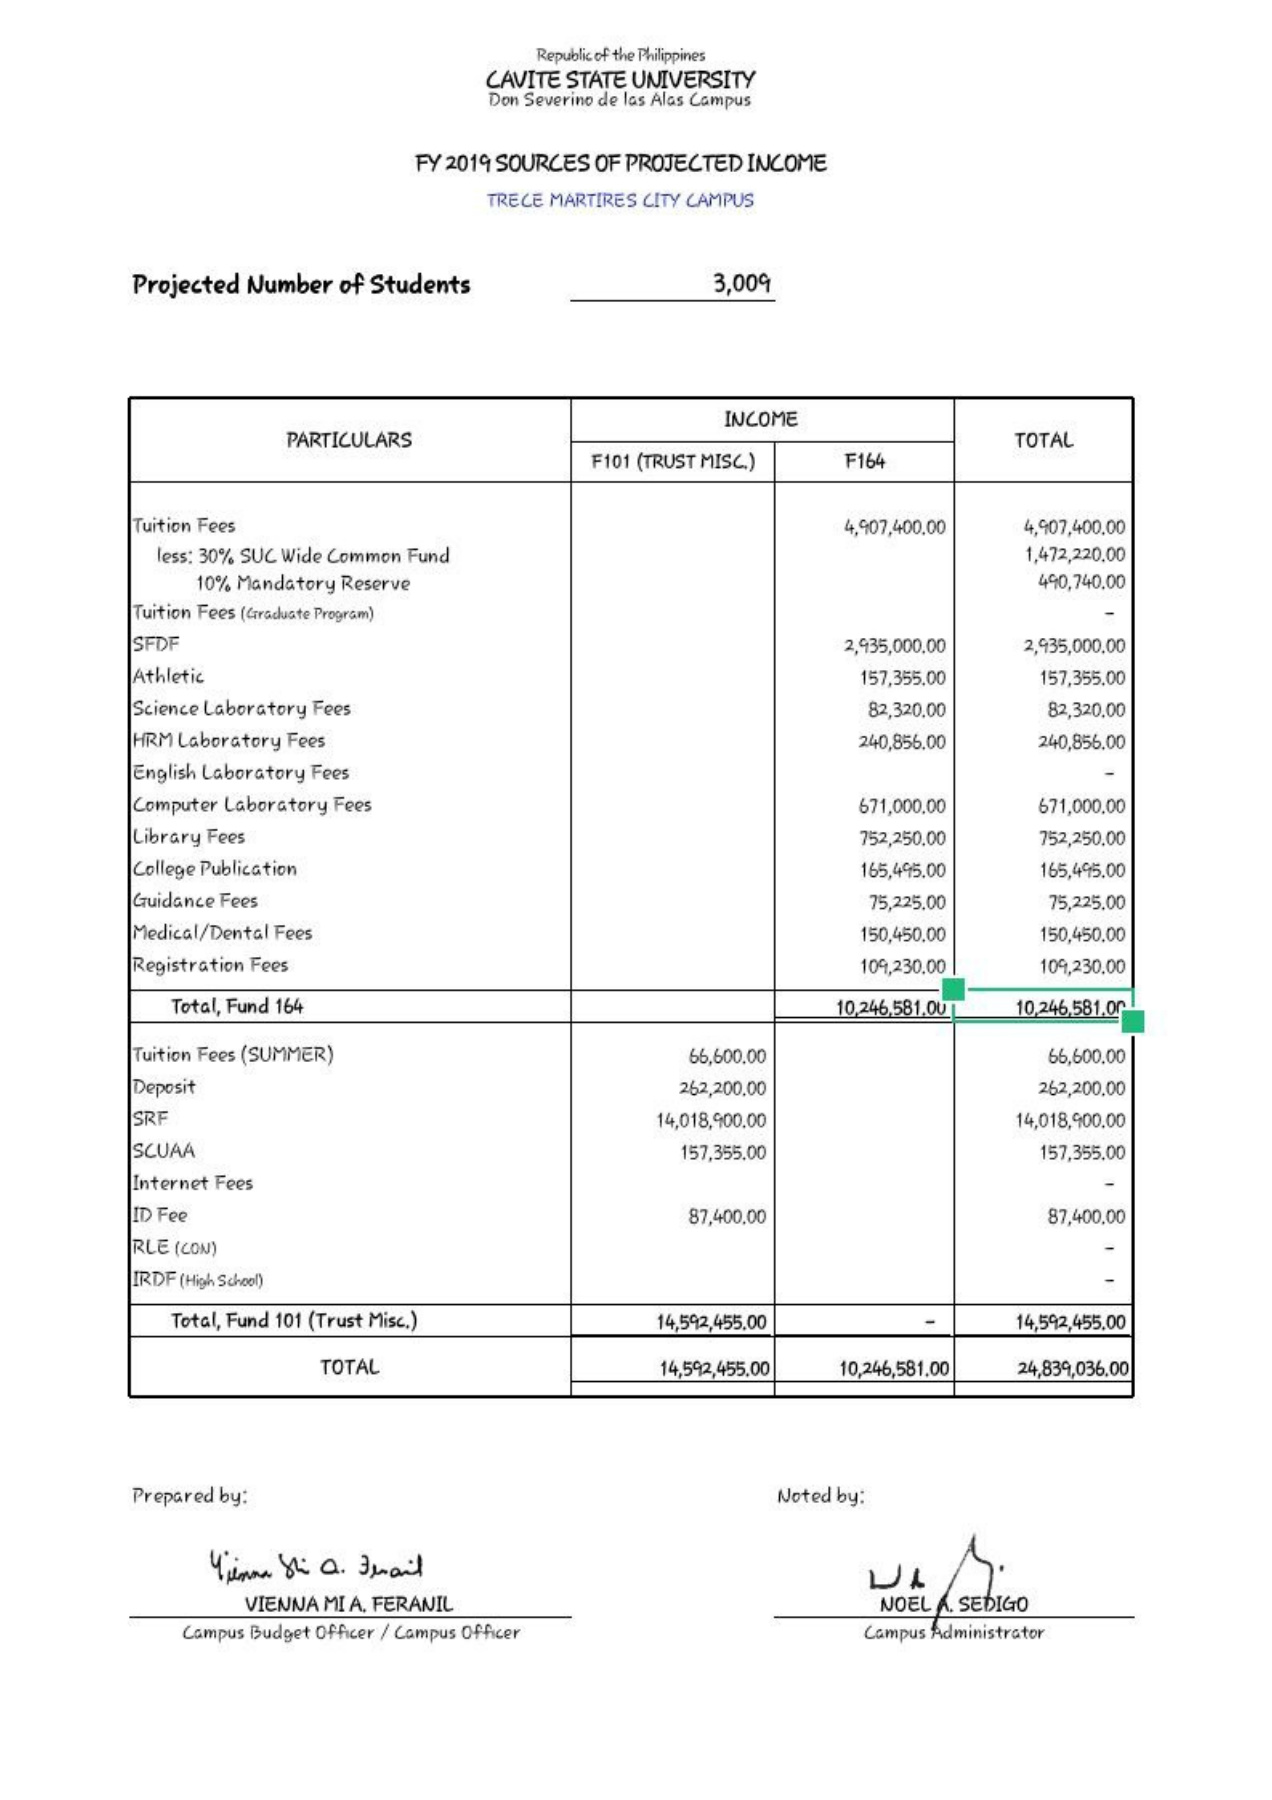 Republic of the Philippines
CAVITE STATE UNIVERSITY
Don Severino de las Alas Campus
FY 2019 SOURCES OF PROJECTED INCOME
TRECE MARTIRES CITY CAMPUS
Projected Number of Students 3,009
PARTICULARS INCOME TOTAL
F101 (TRUST MISC.) F164
Tuition Fees 4,907,400.00 4,907,400.00
less: 30% SUC Wide Common Fund 1,472,220.00
10% Mandatory Reserve 490,740.00
Tuition Fees (Graduate Program) -
SFDF 2,935,000.00 2,935,000.00
Athletic 157,355.00 157,355.00
Science Laboratory Fees 82,320.00 82,320.00
HRM Laboratory Fees 240,856.00 240,856.00
English Laboratory Fees -
Computer Laboratory Fees 671,000.00 671,000.00
Library Fees 752,250.00 752,250.00
College Publication 165,495.00 165,495.00
Guidance Fees 75,225.00 75,225.00
Medical/Dental Fees 150,450.00 150,450.00
Registration Fees 109,230.00 109,230.00
Total, Fund 164 10,246,581.00 10,246,581.00
Tuition Fees (SUMMER) 66,600.00 66,600.00
Deposit 262,200.00 262,200.00
SRF 14,018,900.00 14,018,900.00
SCUAA 157,355.00 157,355.00
Internet Fees -
ID Fee 87,400.00 87,400.00
RLE (CON) -
IRDF (High School) -
Total, Fund 101 (Trust Misc.) 14,592,455.00 - 14,592,455.00
TOTAL 14,592,455.00 10,246,581.00 24,839,036.00
Prepared by: Noted by:
Vienna Mi A. Feranil
VIENNA MI A. FERANIL NOEL A. SEDIGO
Campus Budget Officer / Campus Officer Campus Administrator